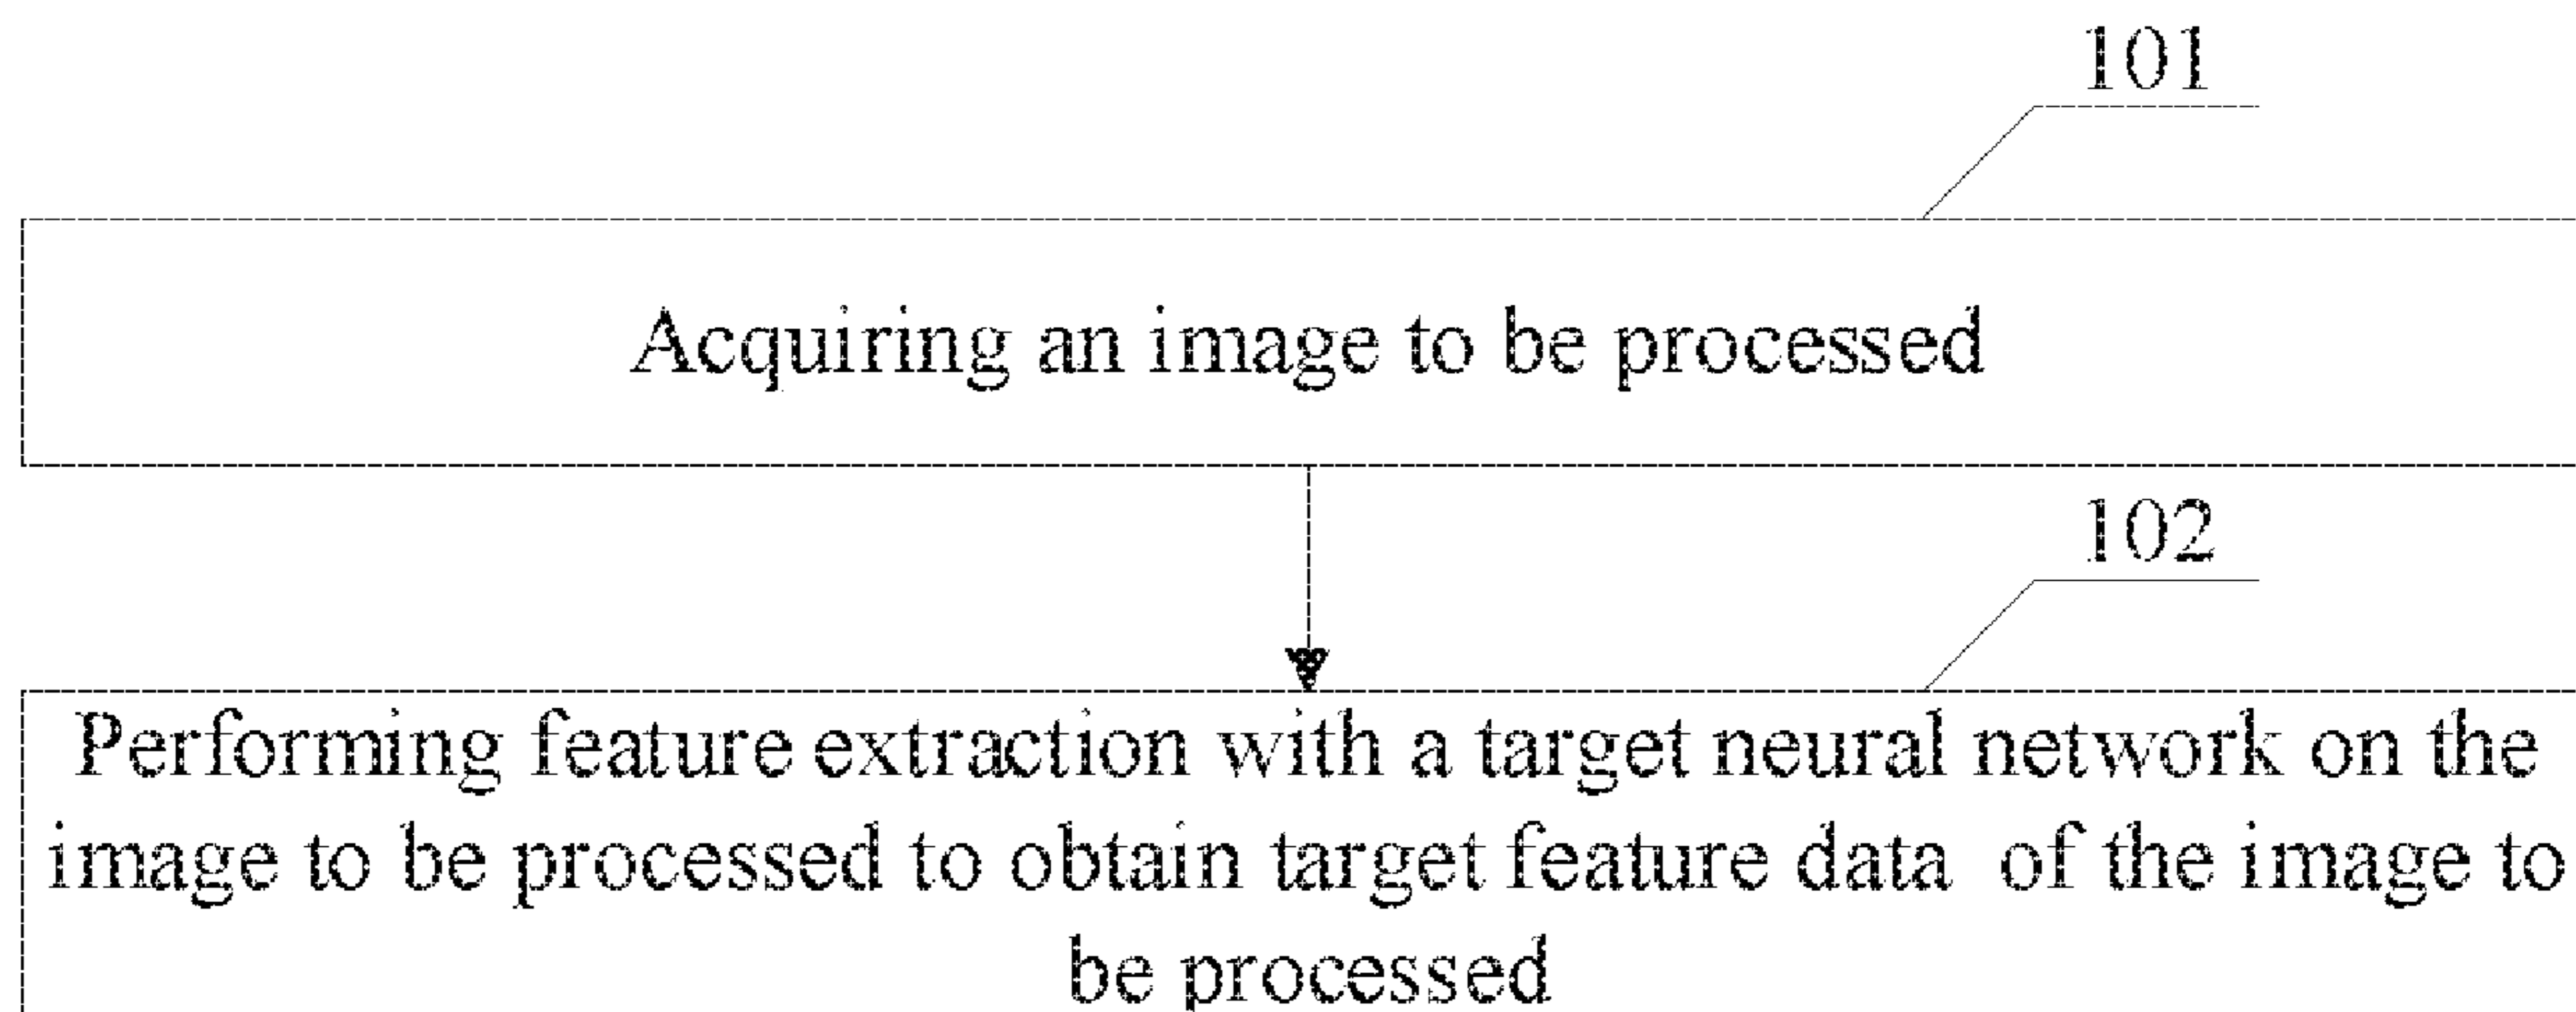 101
Acquiring an image to be processed
102
Performing feature extraction with a target neural network on the
image to be processed to obtain target feature data of the image to
be processed